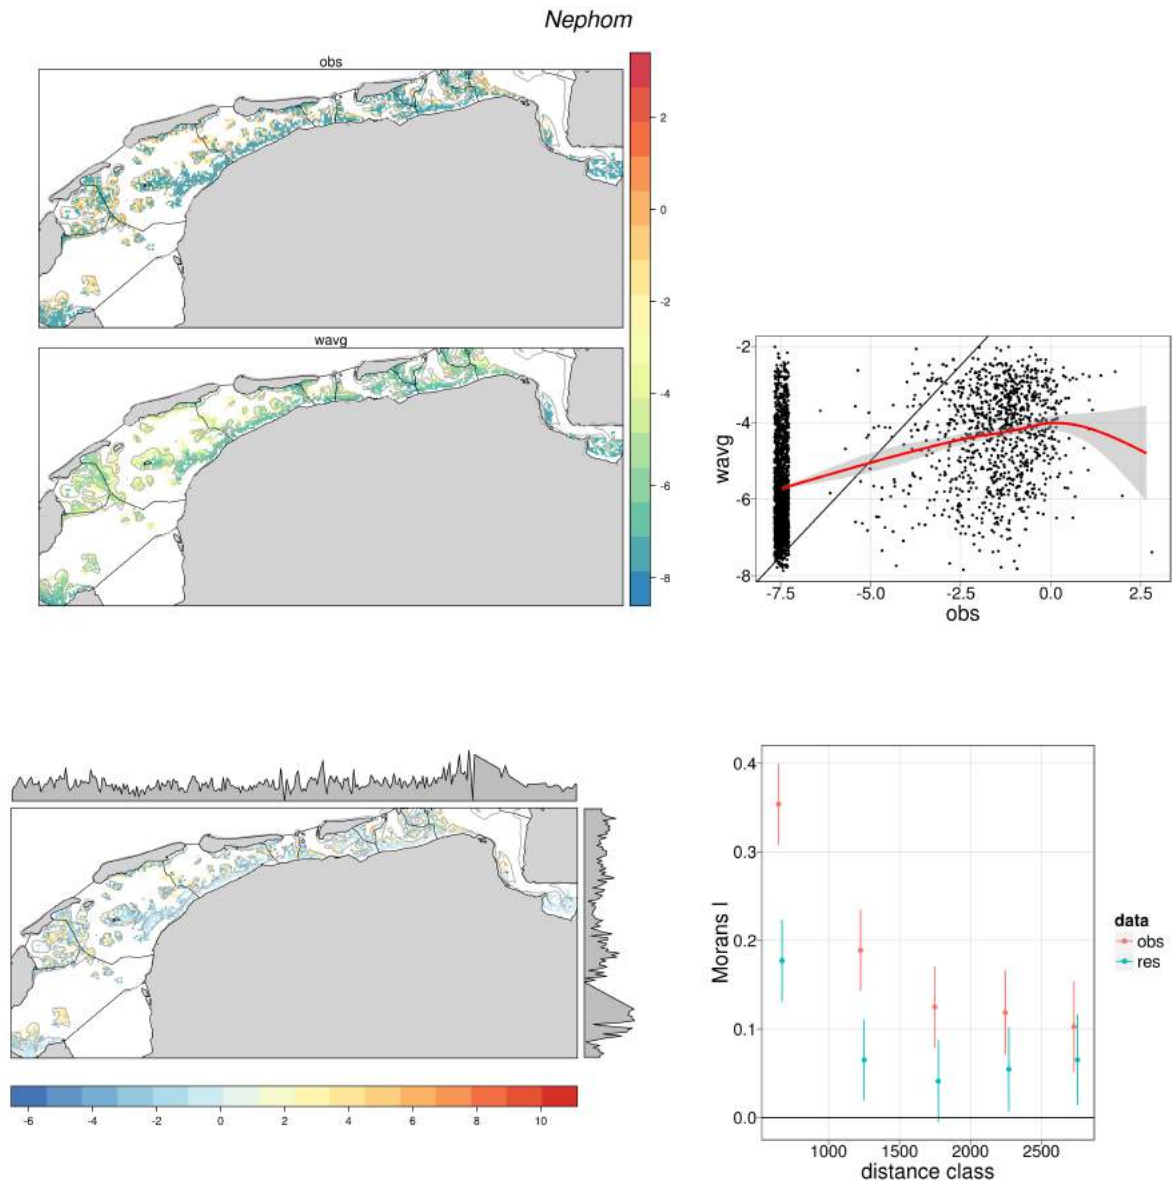 Nephom
obs
2
0
-2
-4
-6
-8
wavg
-2
-4
-6
-8
wavg
-7.5 -5.0 -2.5 0.0 2.5
obs
-6 -4 -2 0 2 4 6 8 10
0.4
0.3
0.2
0.1
0.0
Morans I
1000 1500 2000 2500
distance class
data
obs
res